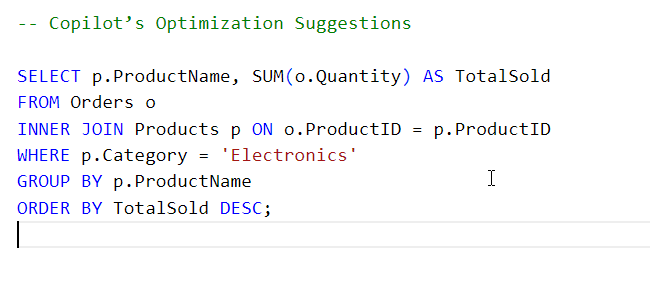 -- Copilot’s Optimization Suggestions
SELECT p.ProductName, SUM(o.Quantity) AS TotalSold
FROM Orders o
INNER JOIN Products p ON o.ProductID = p.ProductID
WHERE p.Category = 'Electronics'
GROUP BY p.ProductName
ORDER BY TotalSold DESC;